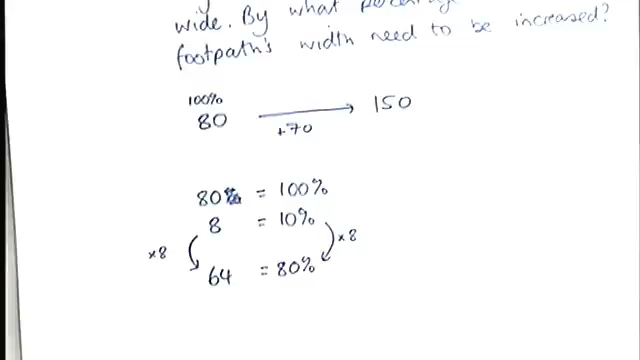 wide. By what
footpath's width need to be increased?
100%
80 → 150
+70
80 = 100%
8 = 10%
×8 ×8
64 = 80%